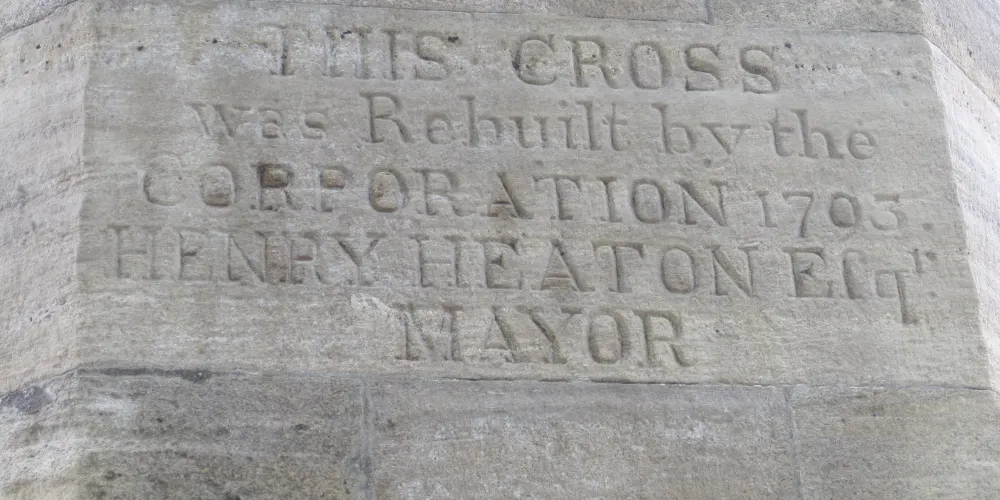 THIS CROSS
was Rebuilt by the
CORPORATION 1703.
HENRY HEATON Eſqr.
MAYOR